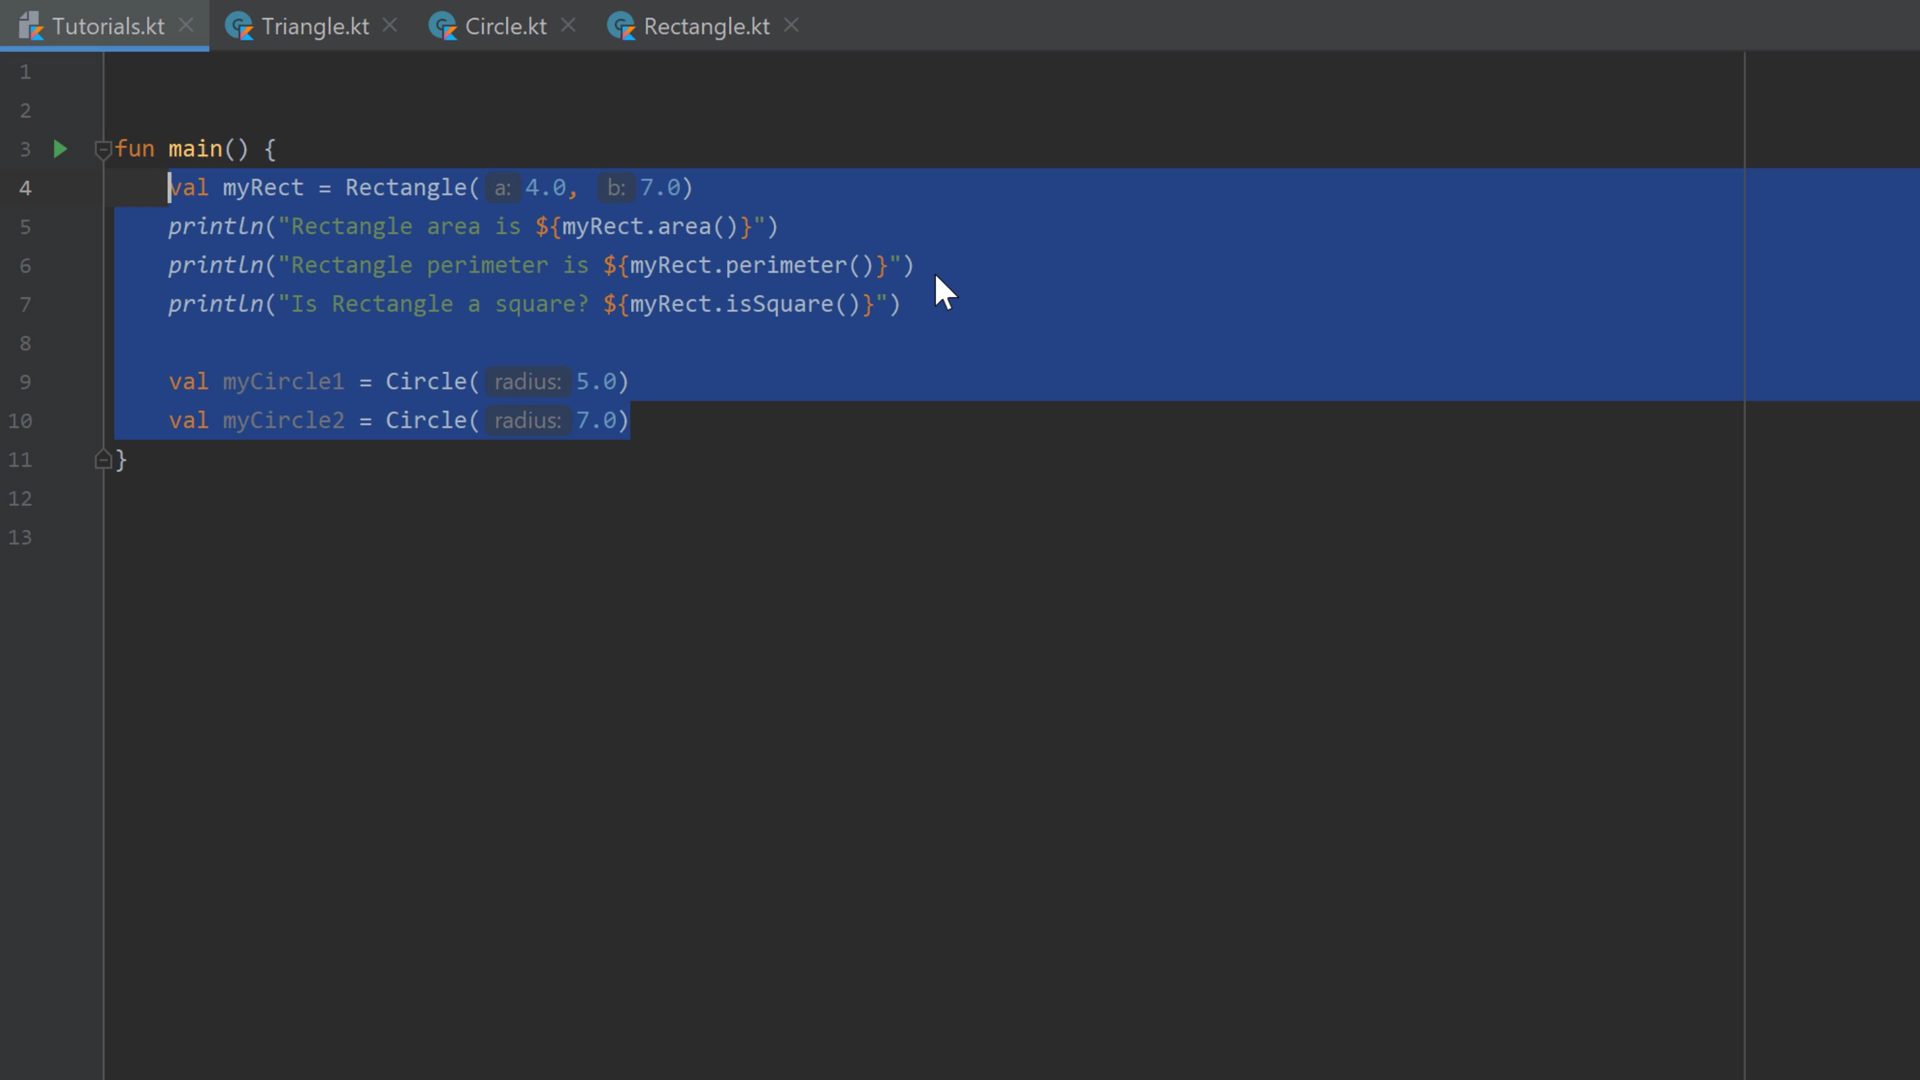 Tutorials.kt Triangle.kt Circle.kt Rectangle.kt
1
2
3 fun main() {
4 val myRect = Rectangle( a: 4.0, b: 7.0)
5 println("Rectangle area is ${myRect.area()}")
6 println("Rectangle perimeter is ${myRect.perimeter()}")
7 println("Is Rectangle a square? ${myRect.isSquare()}")
8
9 val myCircle1 = Circle( radius: 5.0)
10 val myCircle2 = Circle( radius: 7.0)
11 }
12
13